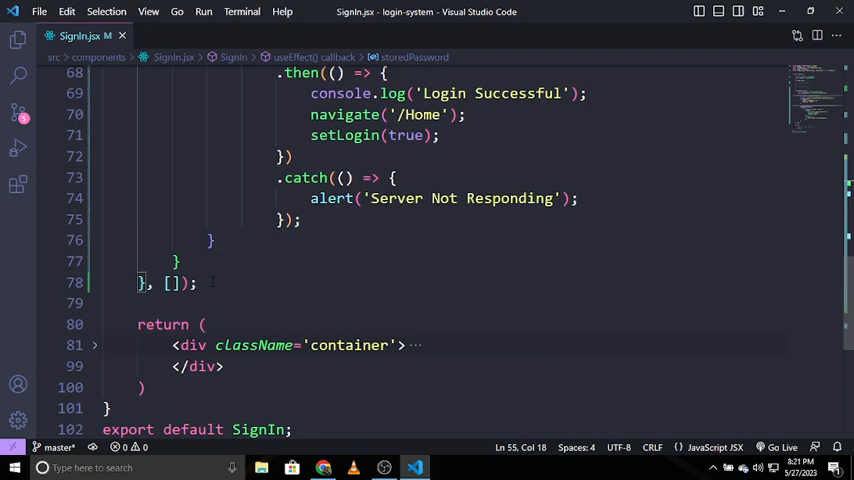 File Edit Selection View Go Run Terminal Help SignIn.jsx - login-system - Visual Studio Code
SignIn.jsx M
src > components > SignIn.jsx > SignIn > useEffect() callback > storedPassword
68 .then(() => {
69 console.log('Login Successful');
70 navigate('/Home');
71 setLogin(true);
72 })
73 .catch(() => {
74 alert('Server Not Responding');
75 });
76 }
77 }
78 }, []);
79
80 return (
81 <div className='container'> ...
99 </div>
100 )
101 }
102 export default SignIn;
5
master* 0 0 Ln 55, Col 18 Spaces: 4 UTF-8 CRLF { } JavaScript JSX Go Live
Type here to search
8:21 PM
5/27/2023